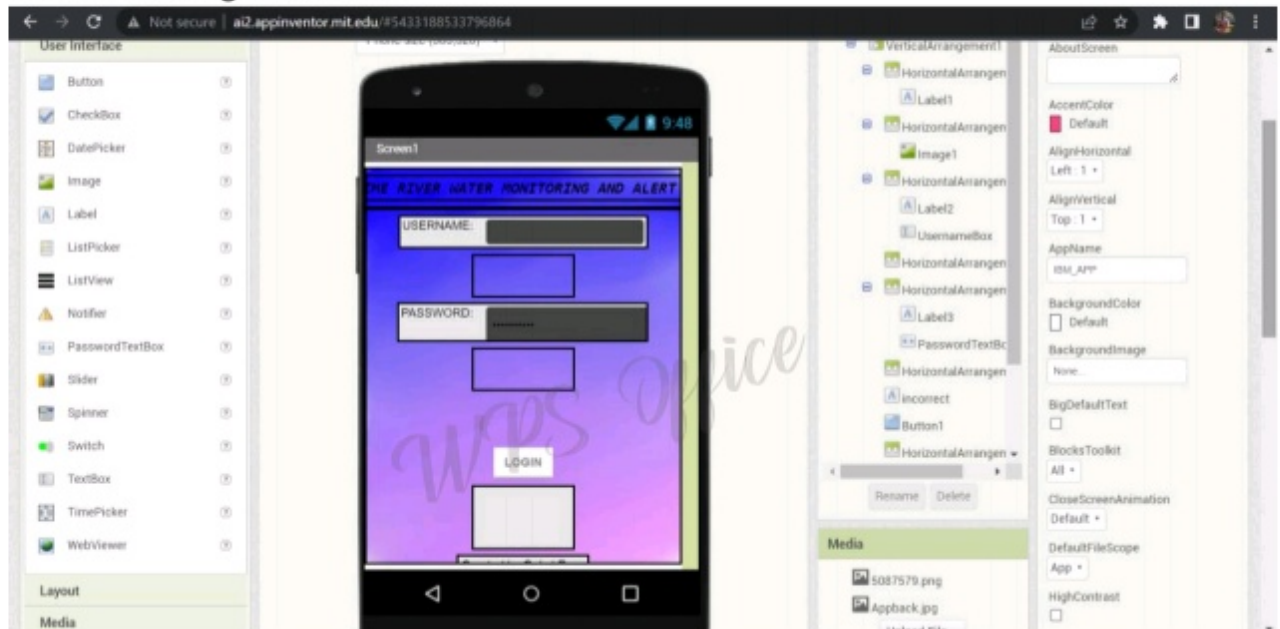 Not secure | ai2.appinventor.mit.edu/#5433188533796864
User Interface
Button
CheckBox
DatePicker
Image
Label
ListPicker
ListView
Notifier
PasswordTextBox
Slider
Spinner
Switch
TextBox
TimePicker
WebViewer
Layout
Media
9:48
Screen1
RIVER WATER MONITORING AND ALERT
USERNAME:
PASSWORD:
LOGIN
WPS Office
VerticalArrangement1
HorizontalArrangen
Label1
HorizontalArrangen
Image1
HorizontalArrangen
Label2
UsernameBox
HorizontalArrangen
HorizontalArrangen
Label3
PasswordTextBc
HorizontalArrangen
incorrect
Button1
HorizontalArrangen
Rename Delete
Media
5087579.png
Appback.jpg
AboutScreen
AccentColor
Default
AlignHorizontal
Left : 1
AlignVertical
Top : 1
AppName
IBM_APP
BackgroundColor
Default
BackgroundImage
None...
BigDefaultText
BlocksToolkit
All
CloseScreenAnimation
Default
DefaultFileScope
App
HighContrast